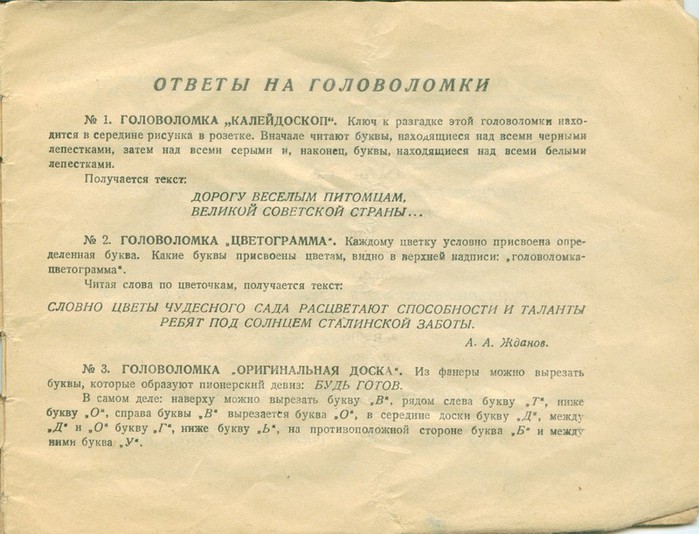 ОТВЕТЫ НА ГОЛОВОЛОМКИ
№ 1. ГОЛОВОЛОМКА „КАЛЕЙДОСКОП“. Ключ к разгадке этой головоломки нахо-
дится в середине рисунка в розетке. Вначале читают буквы, находящиеся над всеми черными
лепестками, затем над всеми серыми и, наконец, буквы, находящиеся над всеми белыми
лепестками.
Получается текст:
ДОРОГУ ВЕСЕЛЫМ ПИТОМЦАМ,
ВЕЛИКОЙ СОВЕТСКОЙ СТРАНЫ...
№ 2. ГОЛОВОЛОМКА „ЦВЕТОГРАММА“. Каждому цветку условно присвоена опре-
деленная буква. Какие буквы присвоены цветам, видно в верхней надписи: „головоломка-
цветограмма“.
Читая слова по цветочкам, получается текст:
СЛОВНО ЦВЕТЫ ЧУДЕСНОГО САДА РАСЦВЕТАЮТ СПОСОБНОСТИ И ТАЛАНТЫ
РЕБЯТ ПОД СОЛНЦЕМ СТАЛИНСКОЙ ЗАБОТЫ.
А. А. Жданов.
№ 3. ГОЛОВОЛОМКА „ОРИГИНАЛЬНАЯ ДОСКА“. Из фанеры можно вырезать
буквы, которые образуют пионерский девиз: БУДЬ ГОТОВ.
В самом деле: наверху можно вырезать букву „В“, рядом слева букву „Т“, ниже
букву „О“, справа буквы „В“ вырезается буква „О“, в середине доски букву „Д“, между
„Д“ и „О“ букву „Г“, ниже букву „Ь“, на противоположной стороне буква „Б“ и между
ними буква „У“.